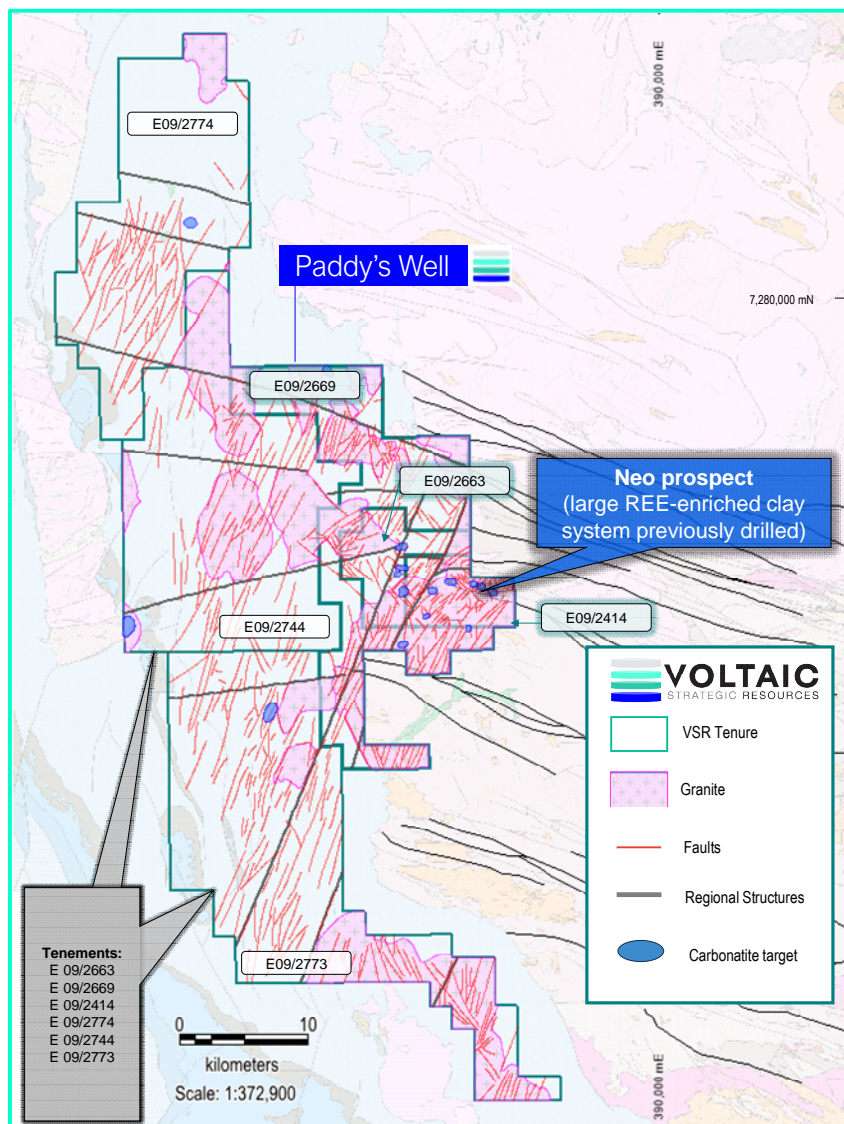 390,000 mE
E09/2774
Paddy's Well
7,280,000 mN
E09/2669
E09/2663
Neo prospect
(large REE-enriched clay
system previously drilled)
E09/2744
E09/2414
VOLTAIC
STRATEGIC RESOURCES
VSR Tenure
Granite
Faults
Regional Structures
Carbonatite target
Tenements:
E 09/2663
E 09/2669
E 09/2414
E 09/2774
E 09/2744
E 09/2773
E09/2773
0 10
kilometers
Scale: 1:372,900
390,000 mE